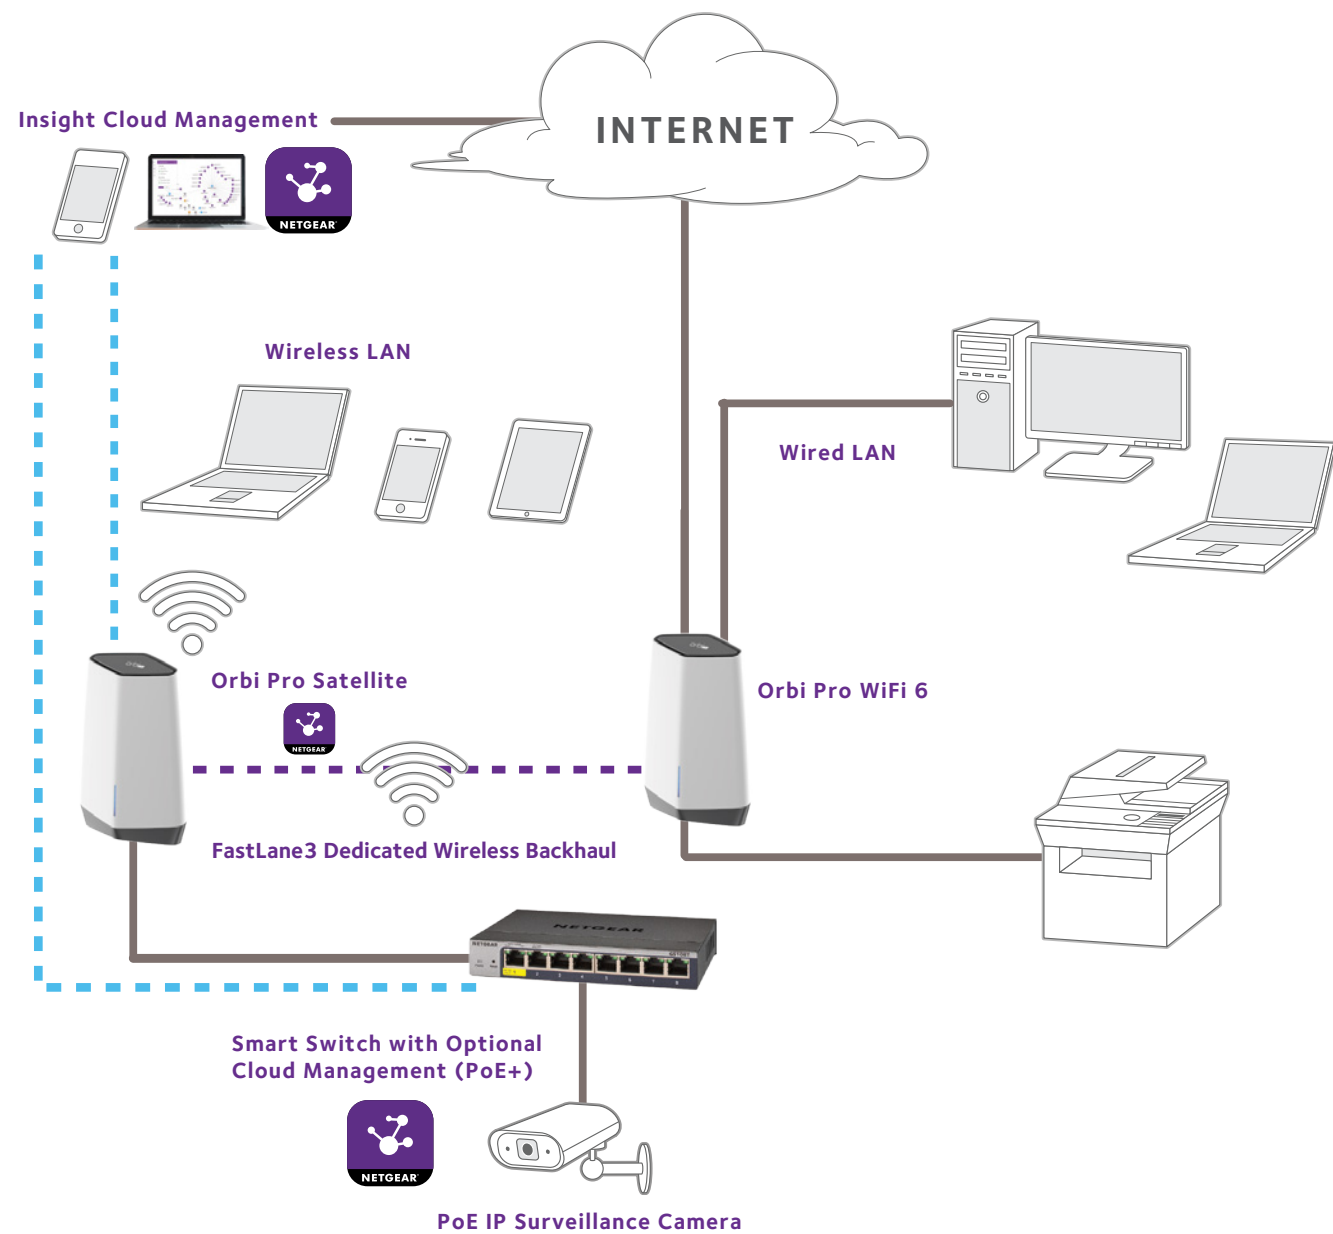 INTERNET
Insight Cloud Management
NETGEAR
Wireless LAN
Wired LAN
Orbi Pro Satellite
NETGEAR
Orbi Pro WiFi 6
FastLane3 Dedicated Wireless Backhaul
NETGEAR
NETGEAR
Smart Switch with Optional
Cloud Management (PoE+)
NETGEAR
PoE IP Surveillance Camera